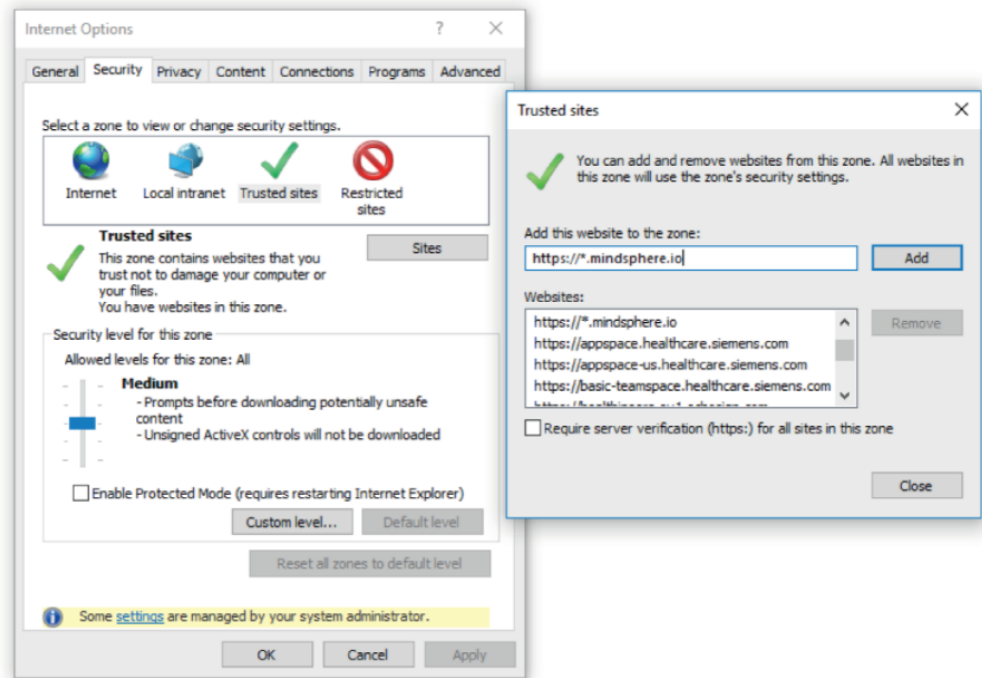 Internet Options
?
General Security Privacy Content Connections Programs Advanced
Select a zone to view or change security settings.
Internet
Local intranet
Trusted sites
Restricted
sites
Trusted sites
Sites
This zone contains websites that you
trust not to damage your computer or
your files.
You have websites in this zone.
Security level for this zone
Allowed levels for this zone: All
Medium
- Prompts before downloading potentially unsafe
content
- Unsigned ActiveX controls will not be downloaded
Enable Protected Mode (requires restarting Internet Explorer)
Custom level...
Default level
Reset all zones to default level
Some settings are managed by your system administrator.
OK
Cancel
Apply
Trusted sites
You can add and remove websites from this zone. All websites in
this zone will use the zone's security settings.
Add this website to the zone:
https://*.mindsphere.io
Add
Websites:
https://*.mindsphere.io
https://appspace.healthcare.siemens.com
https://appspace-us.healthcare.siemens.com
https://basic-teamspace.healthcare.siemens.com
Remove
Require server verification (https:) for all sites in this zone
Close